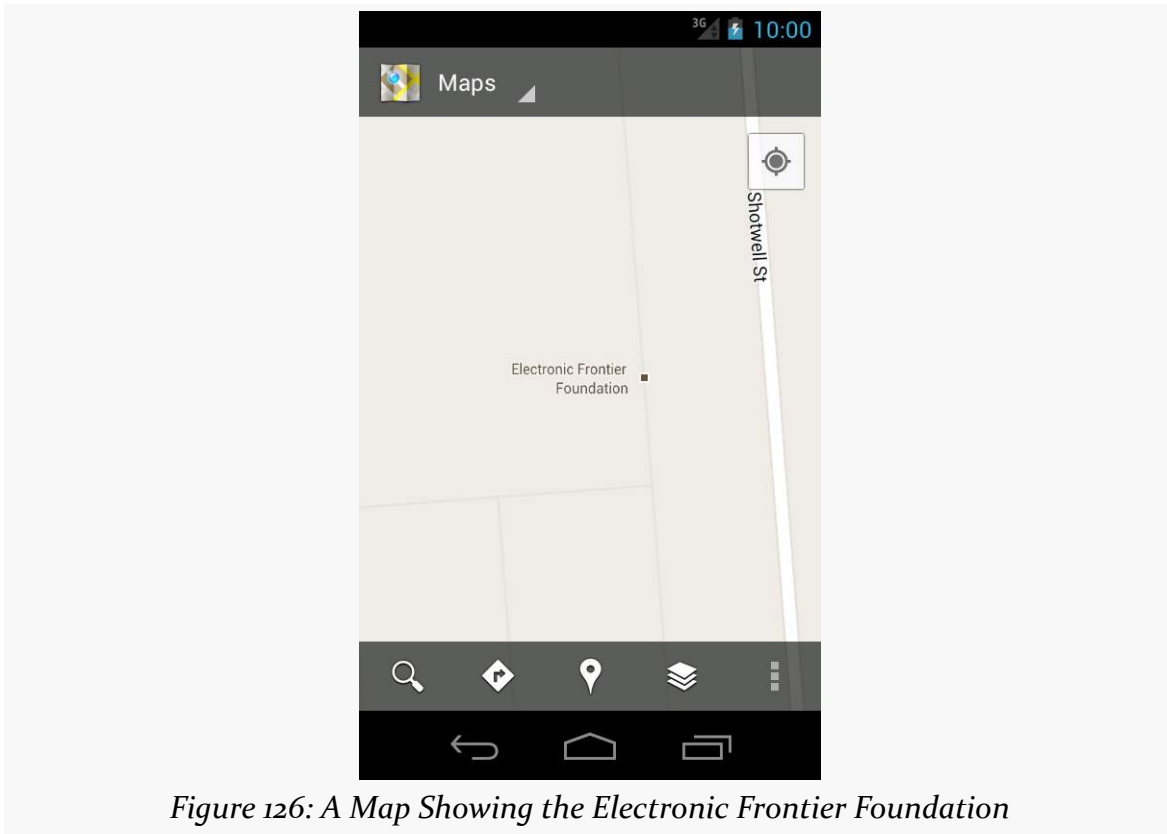 3G 10:00
Maps
Shotwell St
Electronic Frontier
Foundation
Figure 126: A Map Showing the Electronic Frontier Foundation